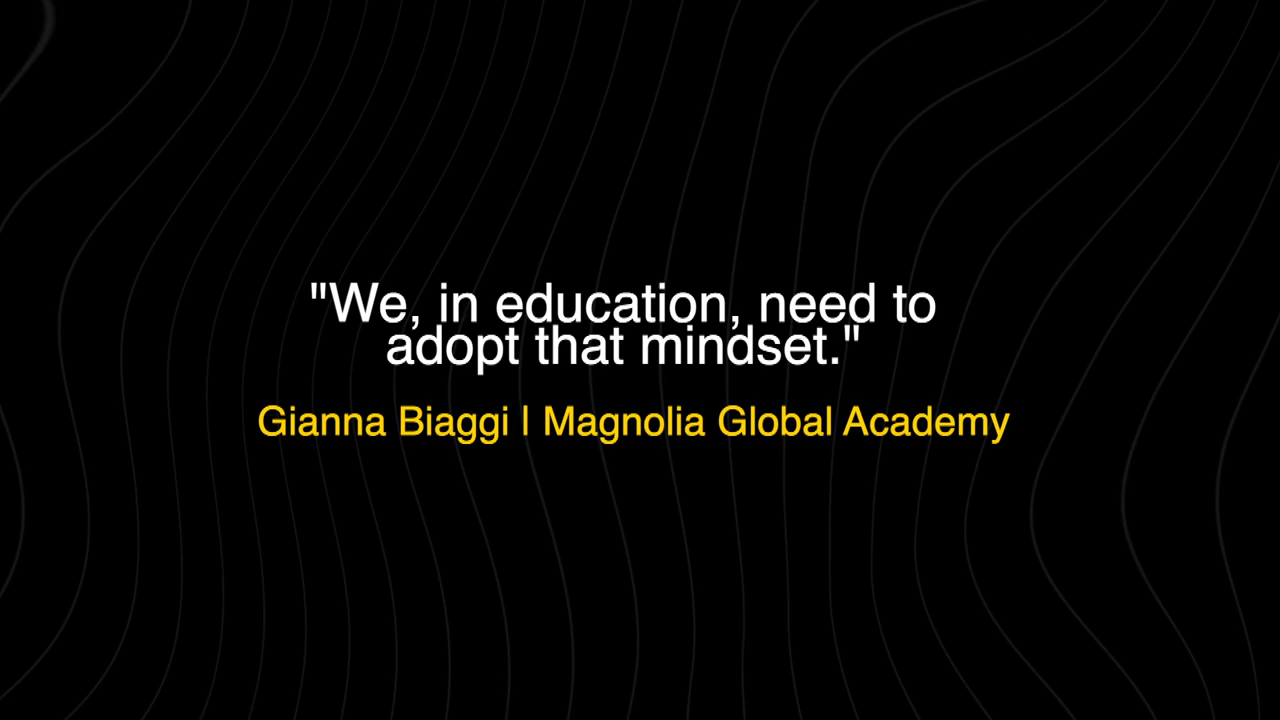 "We, in education, need to
adopt that mindset."
Gianna Biaggi | Magnolia Global Academy